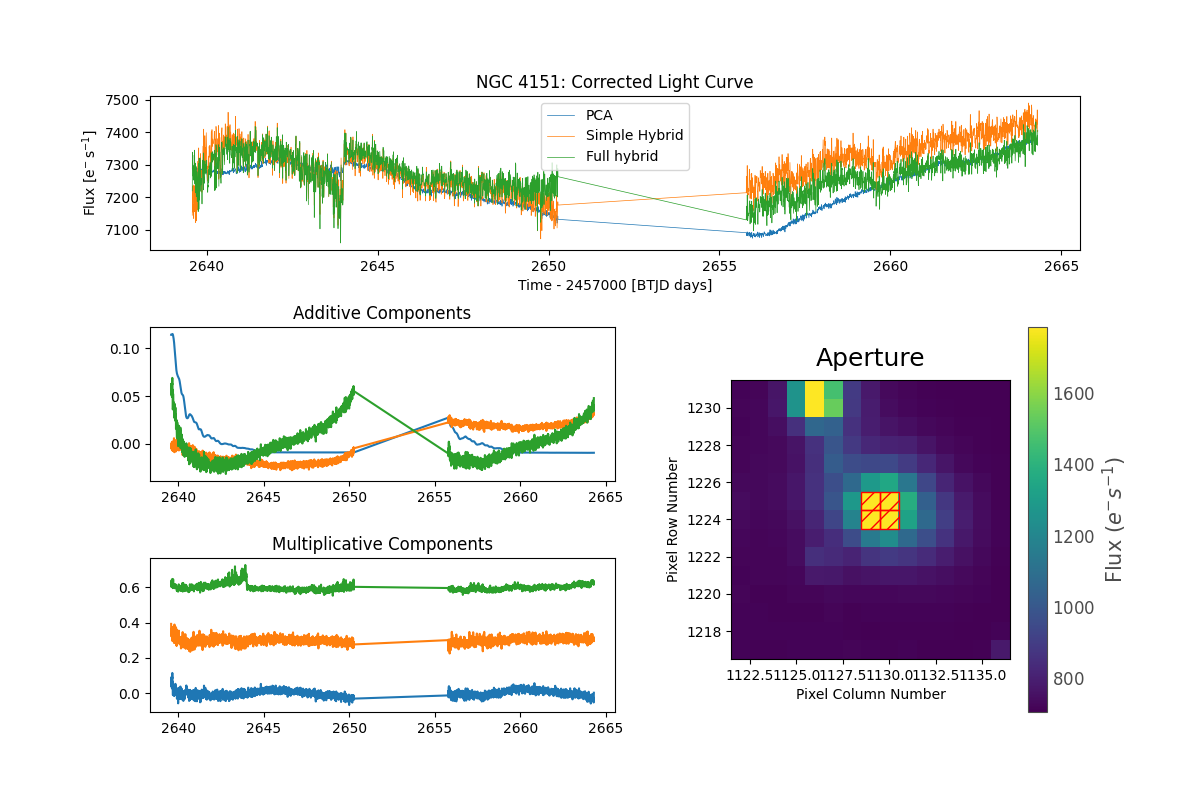 NGC 4151: Corrected Light Curve
7500
7400
7300
7200
7100
Flux [e⁻ s⁻¹]
PCA
Simple Hybrid
Full hybrid
2640 2645 2650 2655 2660 2665
Time - 2457000 [BTJD days]
Additive Components
0.10
0.05
0.00
2640 2645 2650 2655 2660 2665
Multiplicative Components
0.6
0.4
0.2
0.0
2640 2645 2650 2655 2660 2665
Aperture
1230
1228
1226
1224
1222
1220
1218
Pixel Row Number
1122.5 1125.0 1127.5 1130.0 1132.5 1135.0
Pixel Column Number
1600
1400
1200
1000
800
Flux (e⁻s⁻¹)